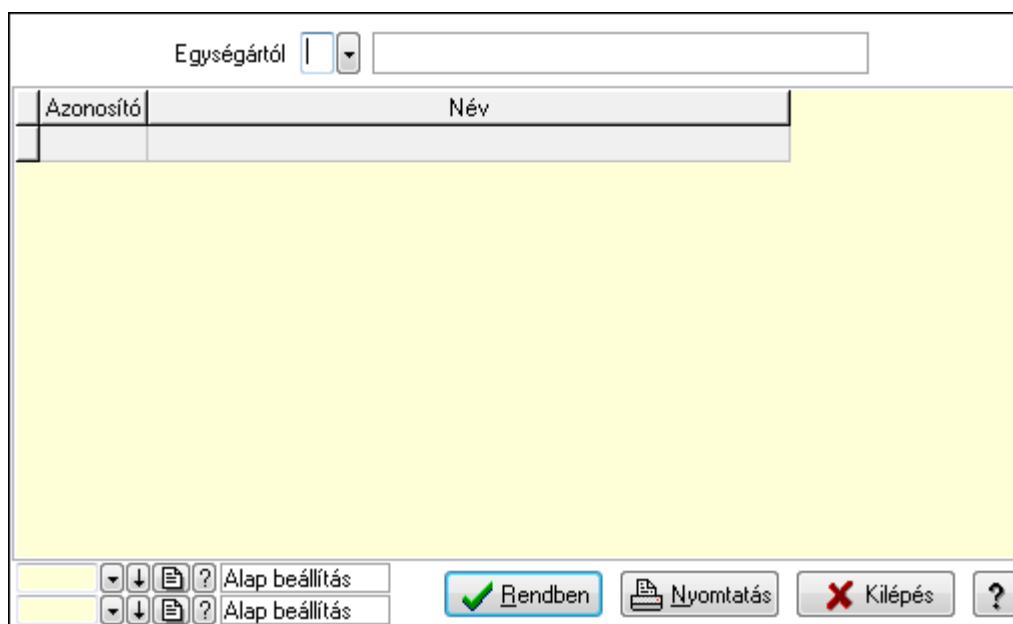 Egységártól
Azonosító Név
? Alap beállítás
? Alap beállítás
Rendben Nyomtatás Kilépés ?